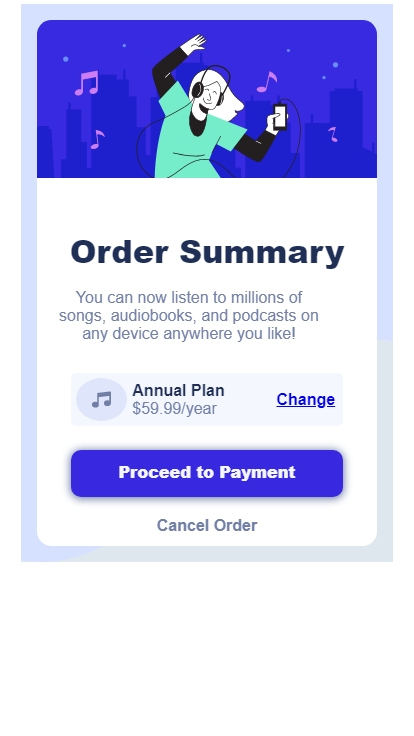 Order Summary
You can now listen to millions of
songs, audiobooks, and podcasts on
any device anywhere you like!
Annual Plan
$59.99/year
Change
Proceed to Payment
Cancel Order